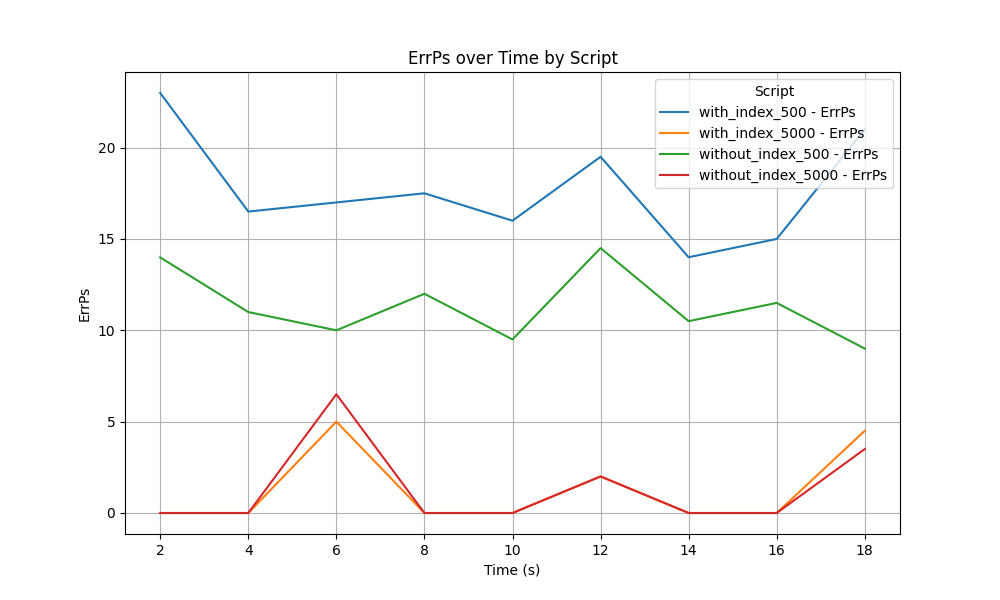 ErrPs over Time by Script
Script
with_index_500 - ErrPs
with_index_5000 - ErrPs
without_index_500 - ErrPs
without_index_5000 - ErrPs
ErrPs
20
15
10
5
0
2 4 6 8 10 12 14 16 18
Time (s)